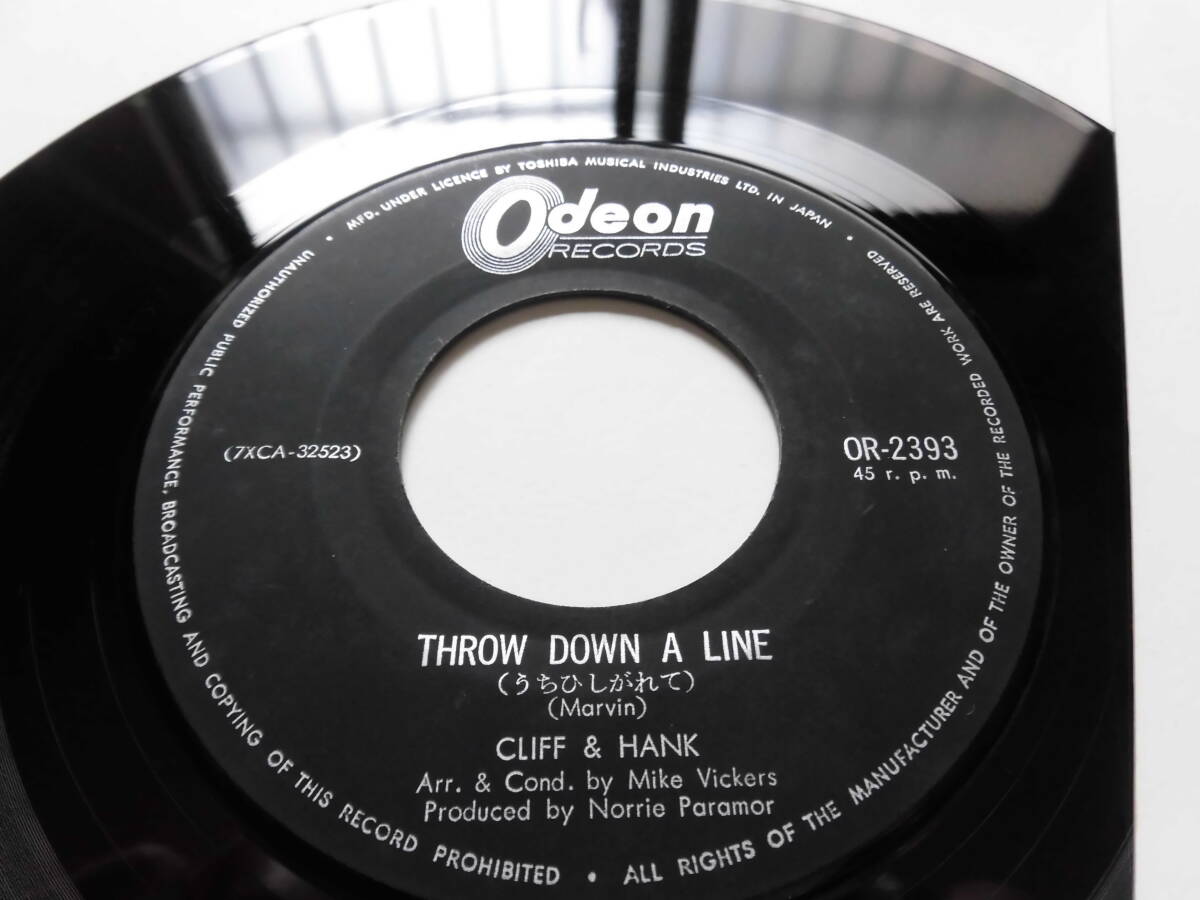 MFD. UNDER LICENCE BY TOSHIBA MUSICAL INDUSTRIES LTD. IN JAPAN •
Odeon
RECORDS
(7XCA-32523)
OR-2393
45 r. p. m.
THROW DOWN A LINE
(うちひしがれて)
(Marvin)
CLIFF & HANK
Arr. & Cond. by Mike Vickers
Produced by Norrie Paramor
UNAUTHORIZED PUBLIC PERFORMANCE, BROADCASTING AND COPYING OF THIS RECORD PROHIBITED • ALL RIGHTS OF THE MANUFACTURER AND OF THE OWNER OF THE RECORDED WORK ARE RESERVED •